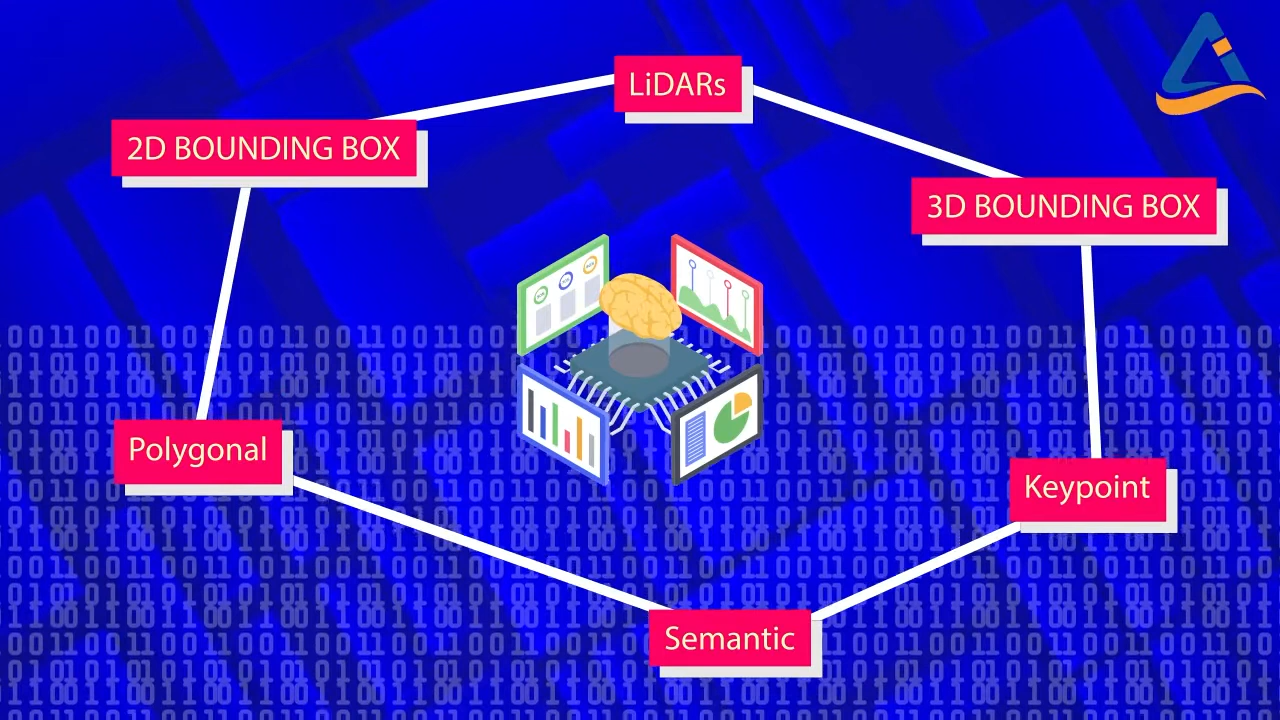 LiDARs
2D BOUNDING BOX
3D BOUNDING BOX
Polygonal
Keypoint
Semantic